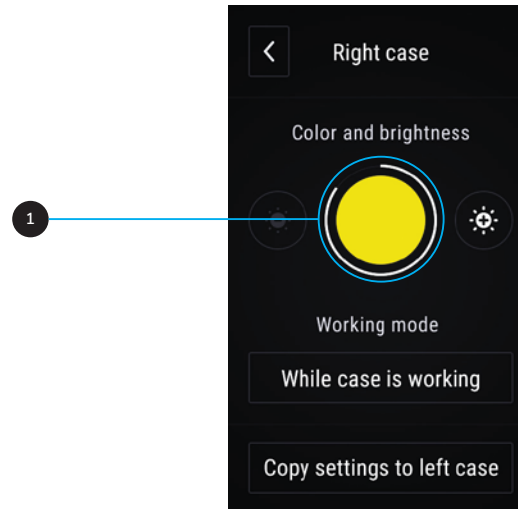 Right case
Color and brightness
1
Working mode
While case is working
Copy settings to left case